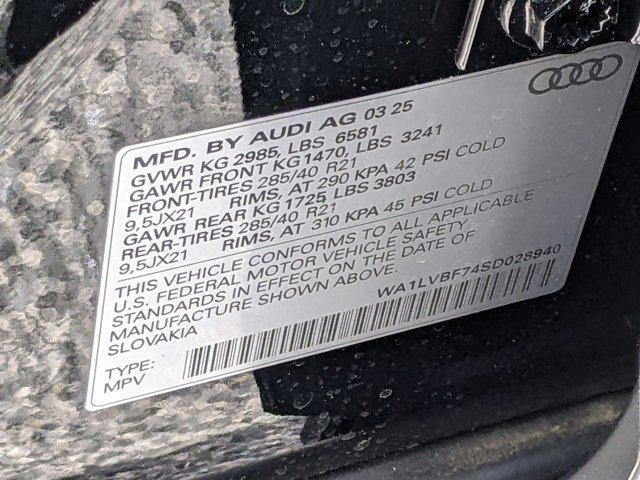 MFD. BY AUDI AG 03 25
GVWR KG 2985, LBS 6581
GAWR FRONT KG 1470, LBS 3241
FRONT-TIRES 285/40 R21
9,5JX21 RIMS, AT 290 KPA 42 PSI COLD
GAWR REAR KG 1725, LBS 3803
REAR-TIRES 285/40 R21
9,5JX21 RIMS, AT 310 KPA 45 PSI COLD
THIS VEHICLE CONFORMS TO ALL APPLICABLE
U.S. FEDERAL MOTOR VEHICLE SAFETY
STANDARDS IN EFFECT ON THE DATE OF
MANUFACTURE SHOWN ABOVE.
SLOVAKIA
WA1LVBF74SD028940
TYPE:
MPV